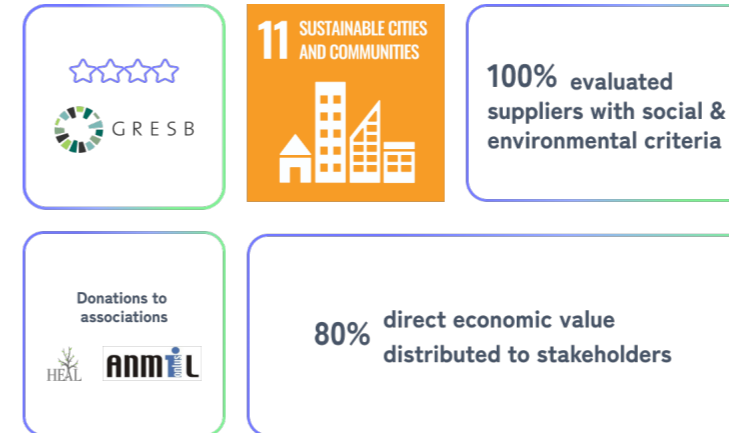 GRESB
11 SUSTAINABLE CITIES
AND COMMUNITIES
100% evaluated
suppliers with social &
environmental criteria
Donations to
associations
HEAL
ANMIL
onlus
80%
direct economic value
distributed to stakeholders